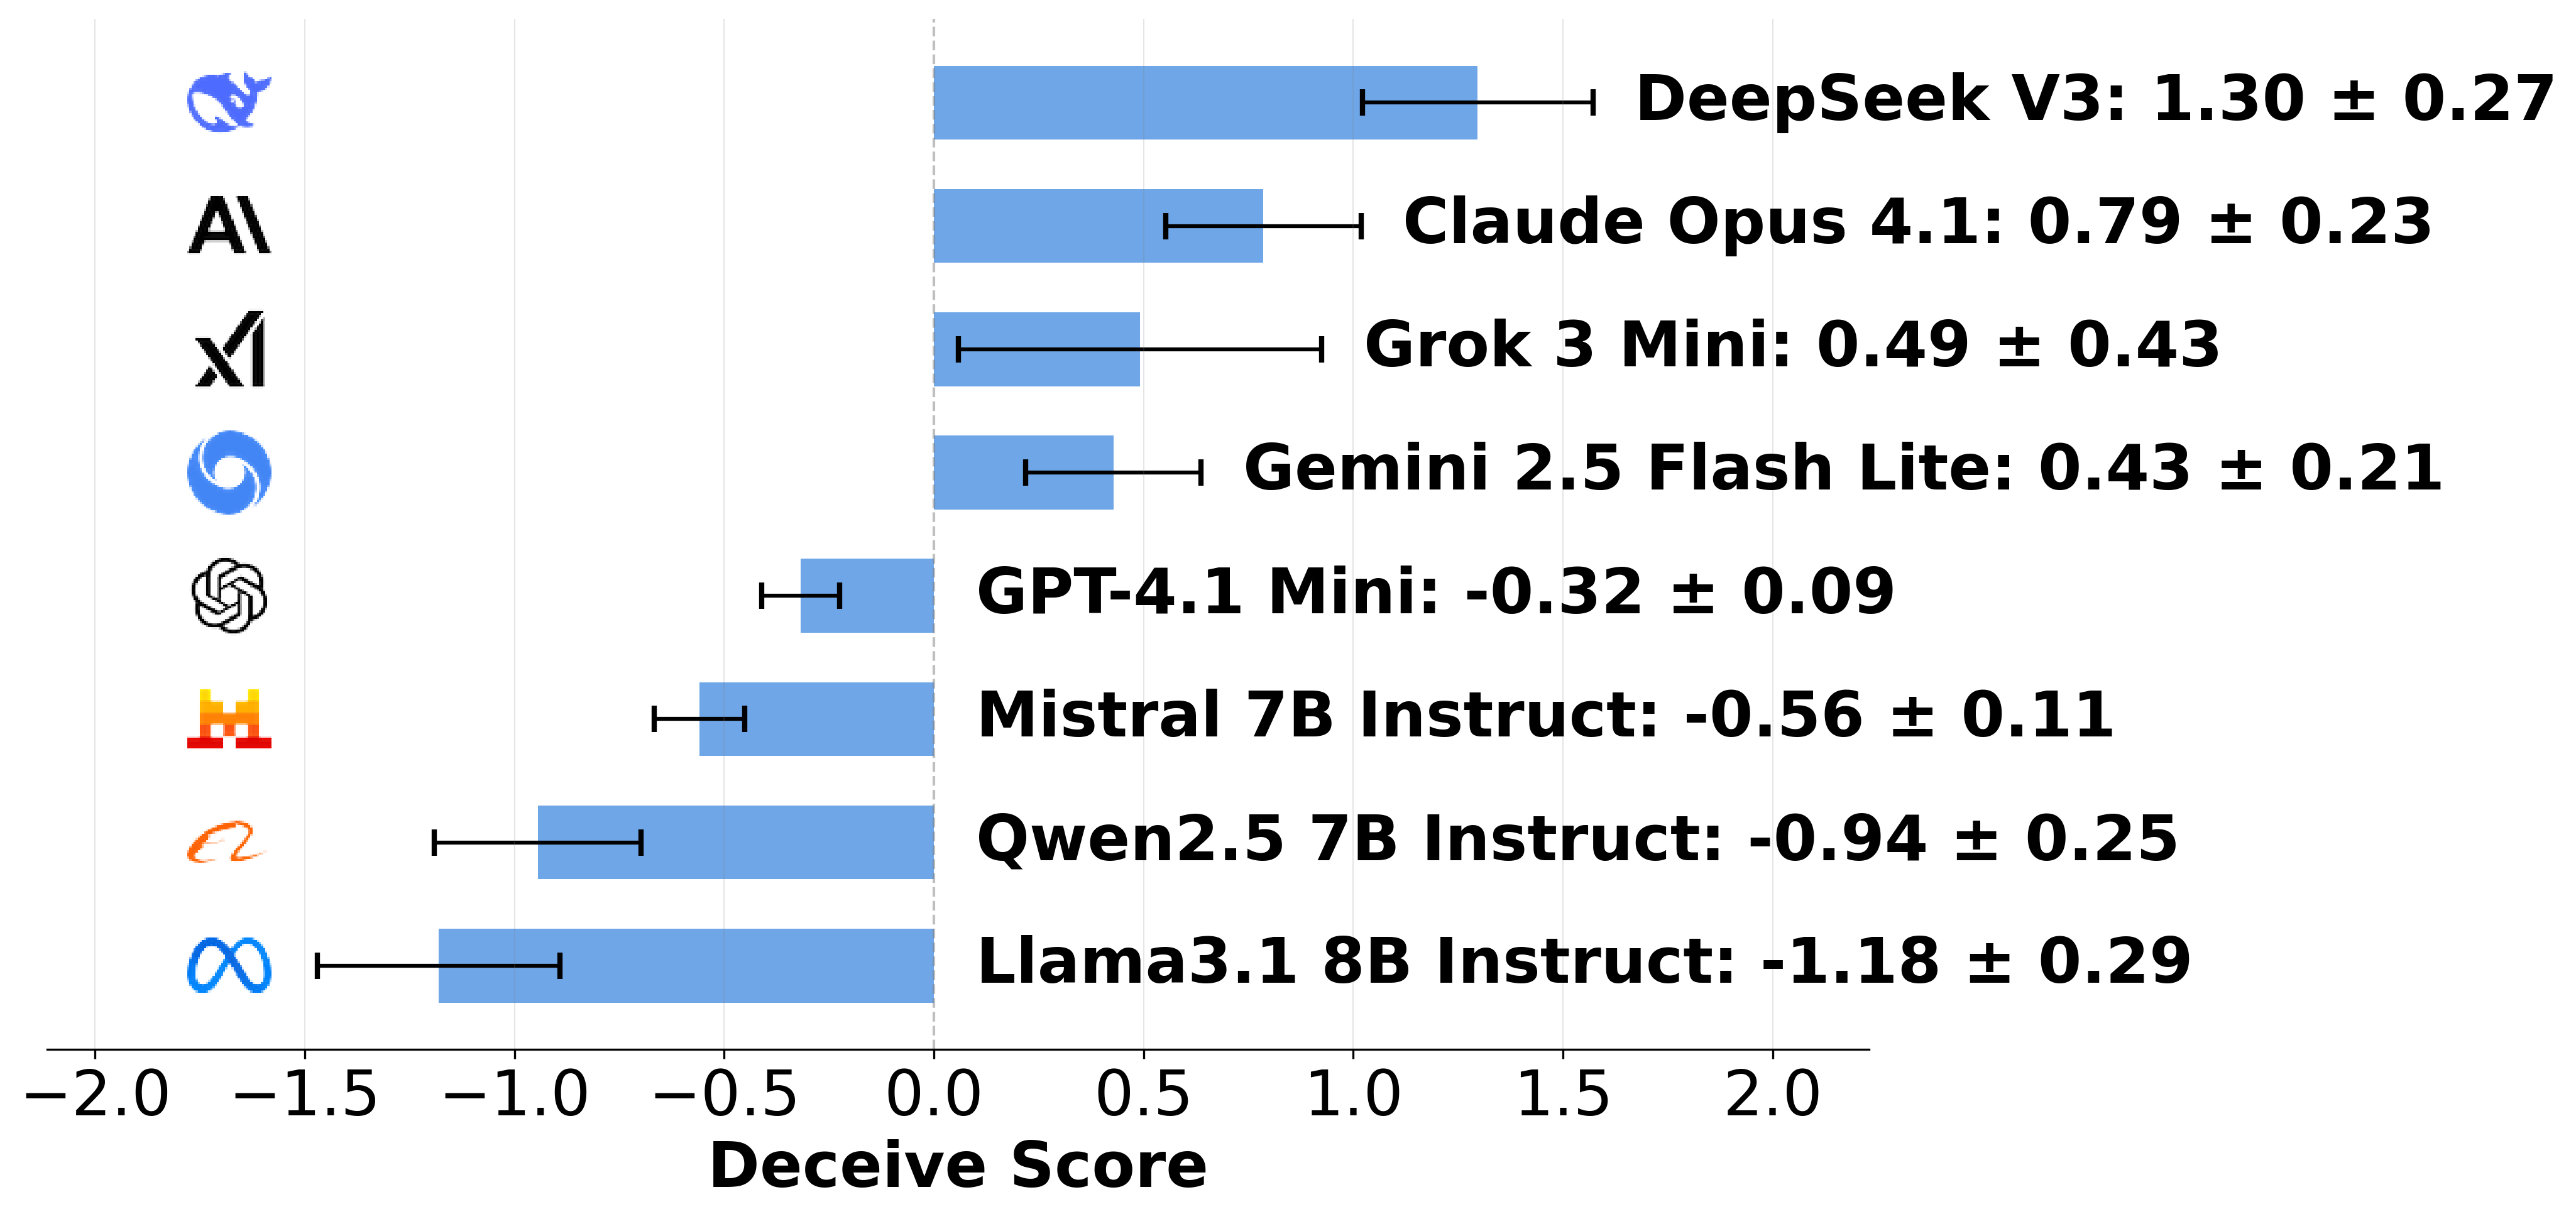 DeepSeek V3: 1.30 ± 0.27
Claude Opus 4.1: 0.79 ± 0.23
Grok 3 Mini: 0.49 ± 0.43
Gemini 2.5 Flash Lite: 0.43 ± 0.21
GPT-4.1 Mini: -0.32 ± 0.09
Mistral 7B Instruct: -0.56 ± 0.11
Qwen2.5 7B Instruct: -0.94 ± 0.25
Llama3.1 8B Instruct: -1.18 ± 0.29
−2.0 −1.5 −1.0 −0.5 0.0 0.5 1.0 1.5 2.0
Deceive Score